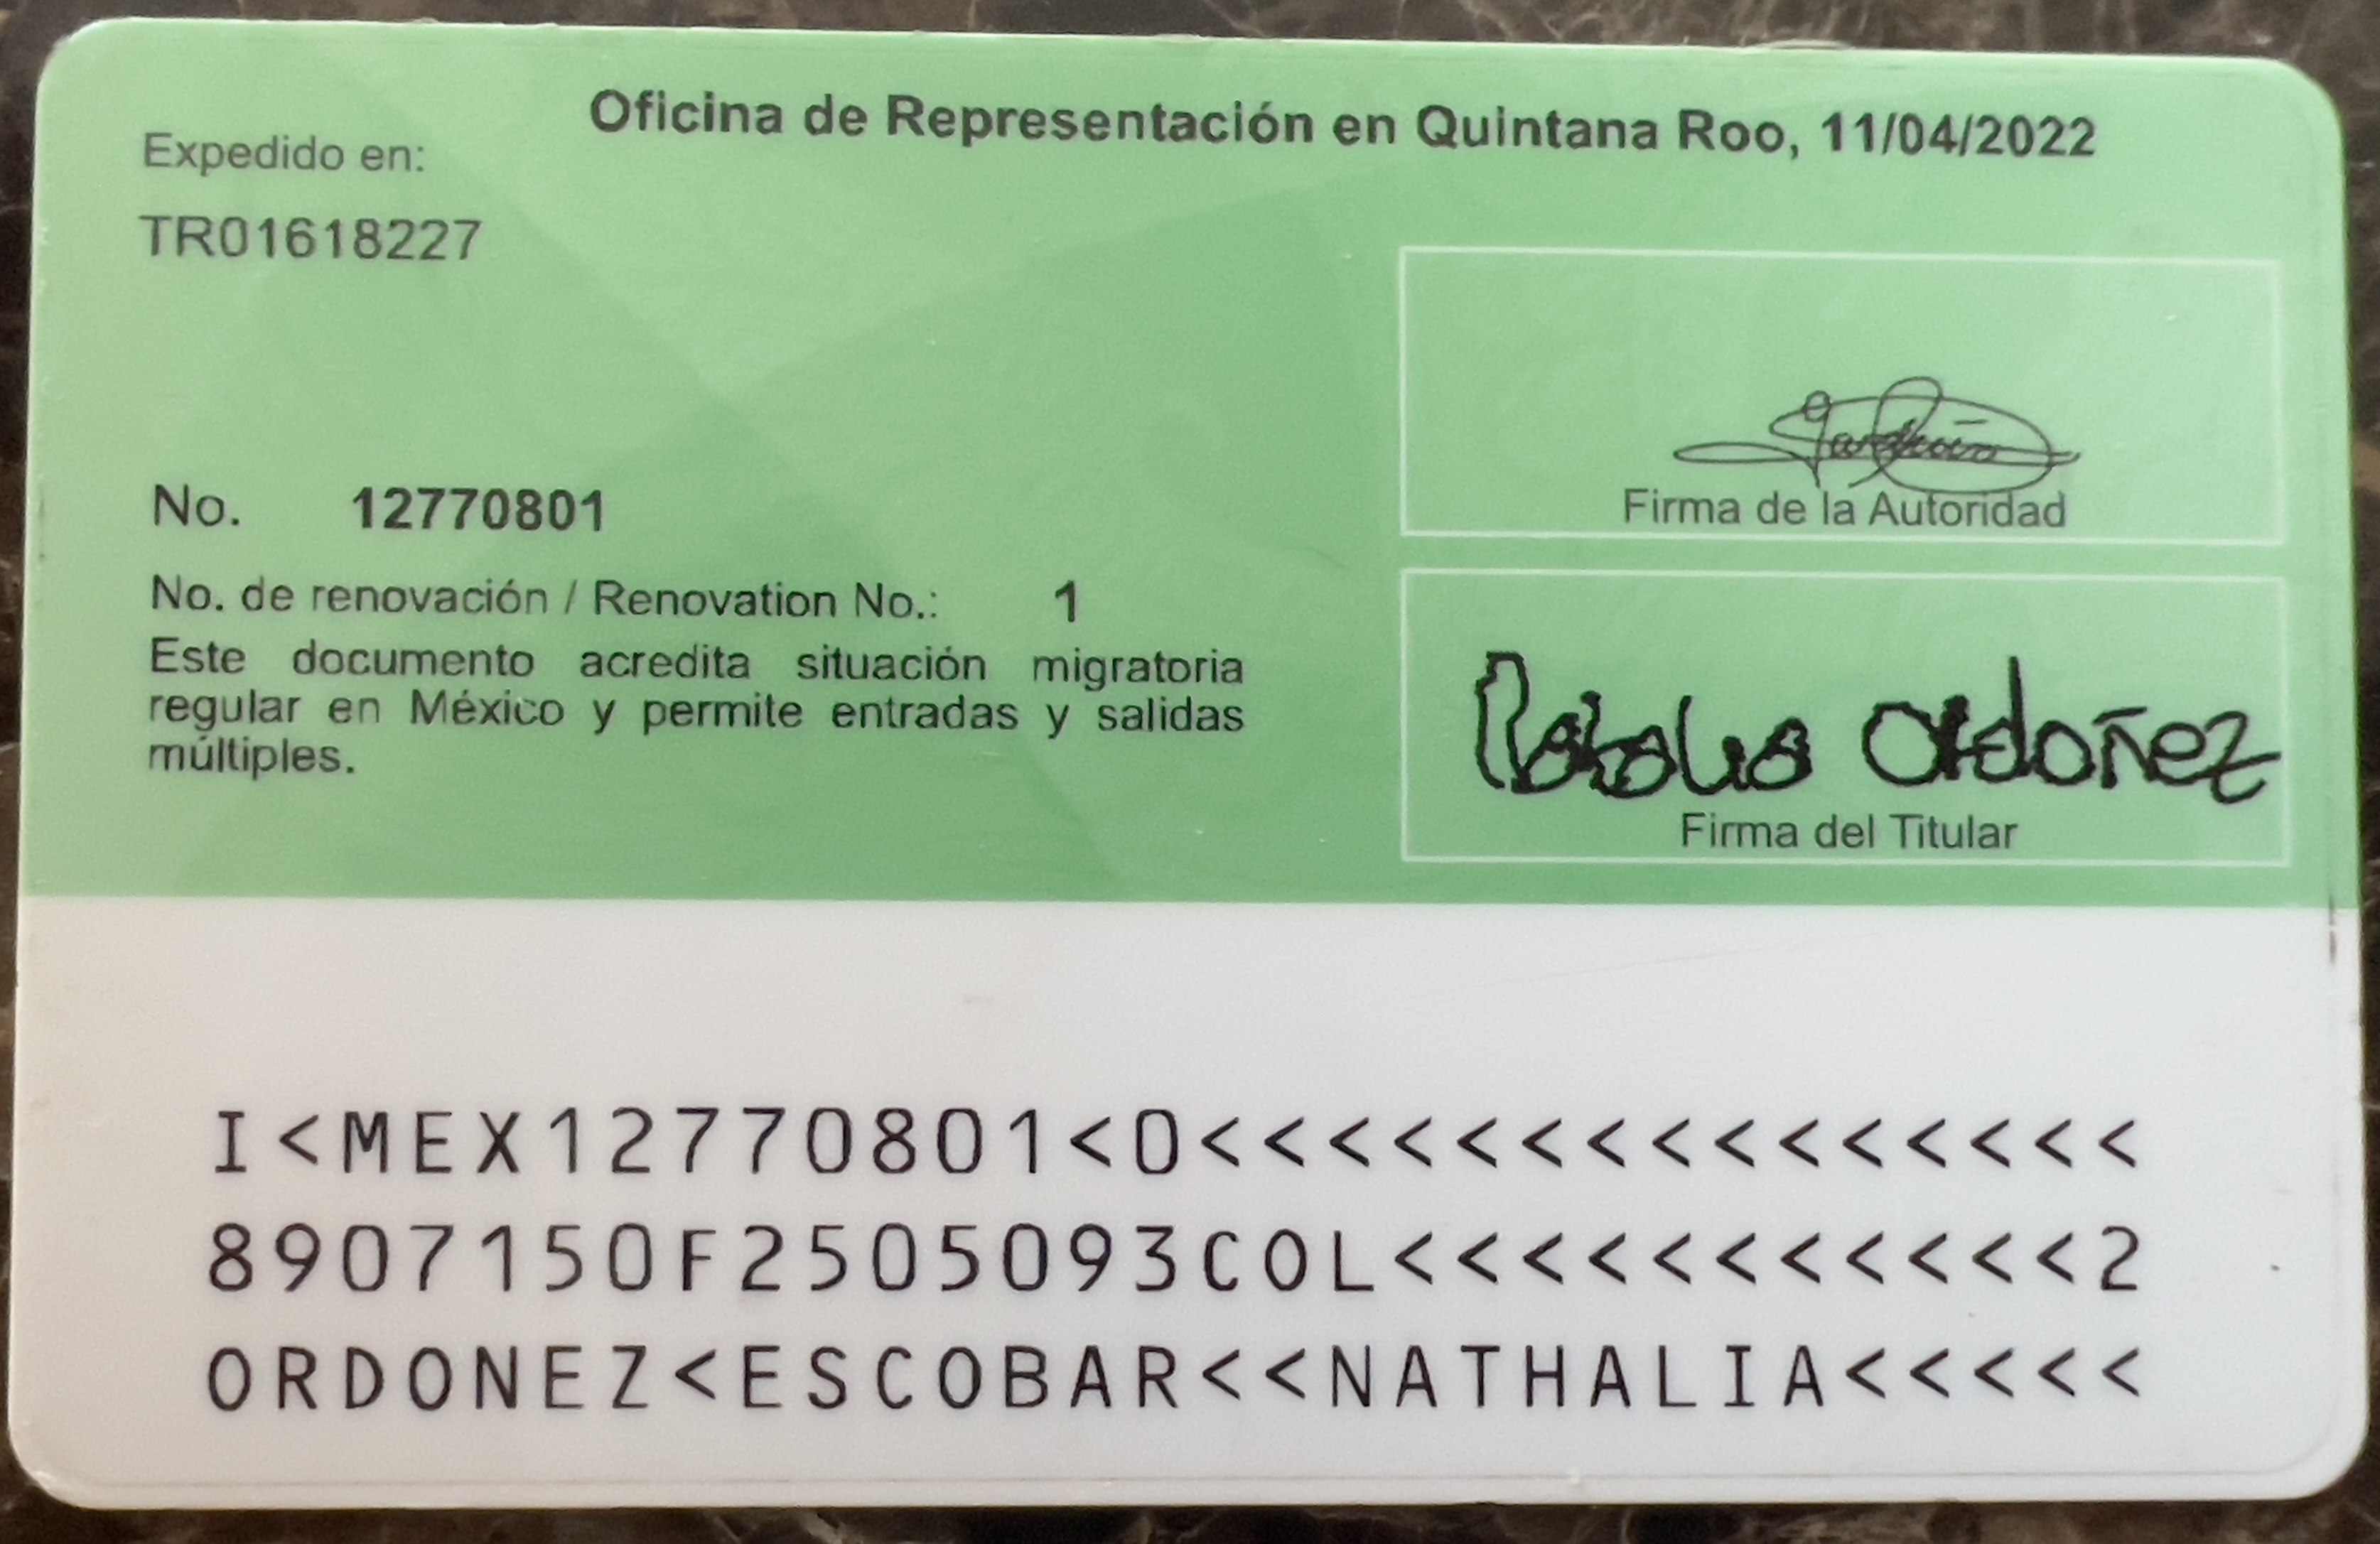 Oficina de Representación en Quintana Roo, 11/04/2022
Expedido en:
TR01618227
Firma de la Autoridad
No. 12770801
No. de renovación / Renovation No.: 1
Este documento acredita situación migratoria
regular en México y permite entradas y salidas
múltiples.
Ordoñez
Firma del Titular
I<MEX12770801<0<<<<<<<<<<<<<<<
8907150F2505093COL<<<<<<<<<<<2
ORDONEZ<ESCOBAR<<NATHALIA<<<<<